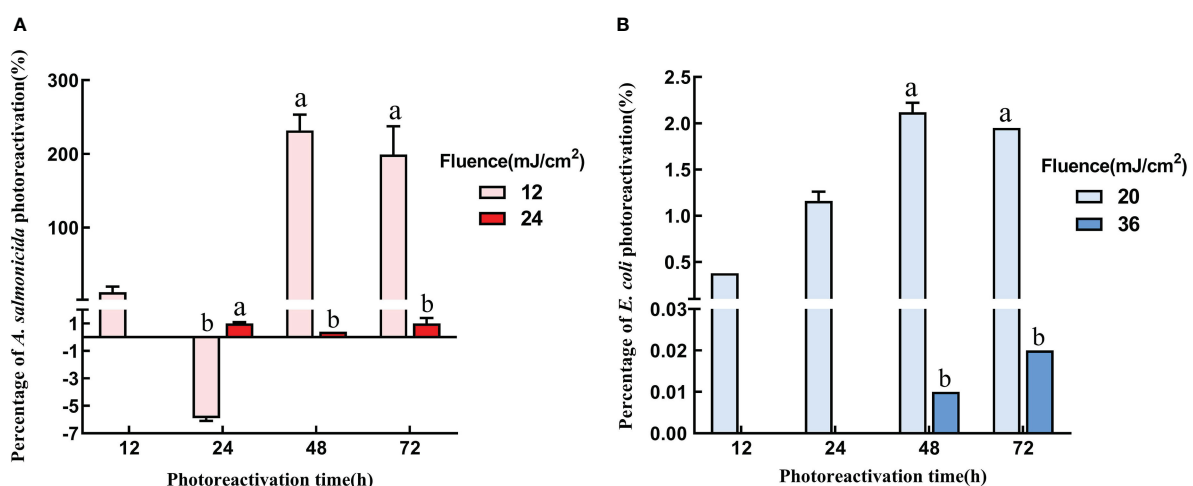 A
Percentage of A. salmonicida photoreactivation(%)
300
200
100
1
-1
-3
-5
-7
b
a
a
b
a
b
12
24
48
72
Photoreactivation time(h)
Fluence(mJ/cm²)
12
24
B
Percentage of E. coli photoreactivation(%)
2.5
2.0
1.5
1.0
0.5
0.03
0.02
0.01
0.00
a
b
a
b
12
24
48
72
Photoreactivation time(h)
Fluence(mJ/cm²)
20
36